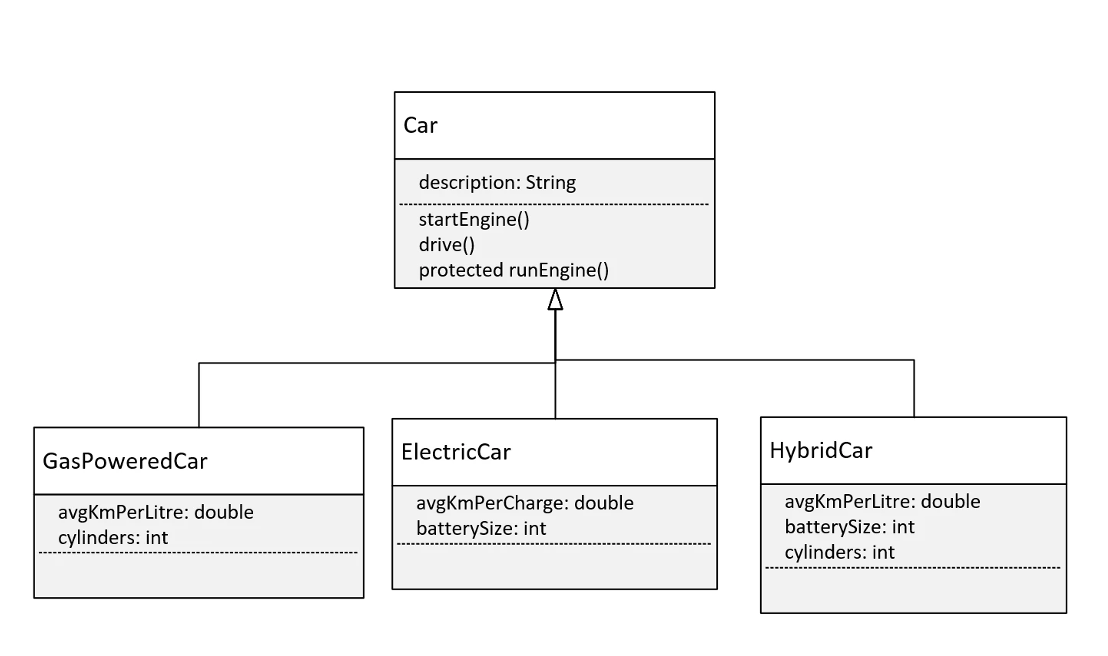 Car
description: String
startEngine()
drive()
protected runEngine()
GasPoweredCar
avgKmPerLitre: double
cylinders: int
ElectricCar
avgKmPerCharge: double
batterySize: int
HybridCar
avgKmPerLitre: double
batterySize: int
cylinders: int